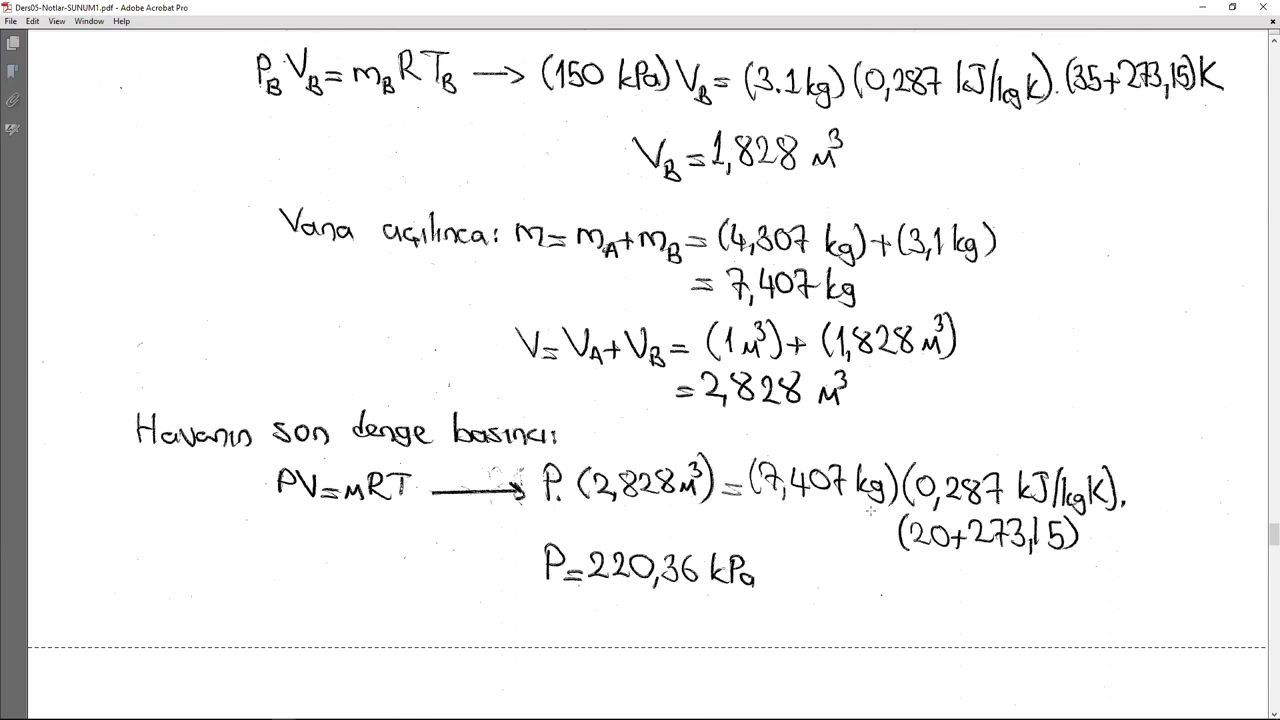 Ders05-Notlar-SUNUM1.pdf - Adobe Acrobat Pro
File Edit View Window Help
P_B V_B = m_B R T_B → (150 kPa) V_B = (3.1 kg) (0,287 kJ/kgK). (35+273,15)K
V_B = 1,828 m³
Vana açılınca: m = m_A + m_B = (4,307 kg) + (3,1 kg)
= 7,407 kg
V = V_A + V_B = (1 m³) + (1,828 m³)
= 2,828 m³
Havanın son denge basıncı:
PV = mRT → P. (2,828 m³) = (7,407 kg) (0,287 kJ/kgK).
(20+273,15)
P = 220,36 kPa